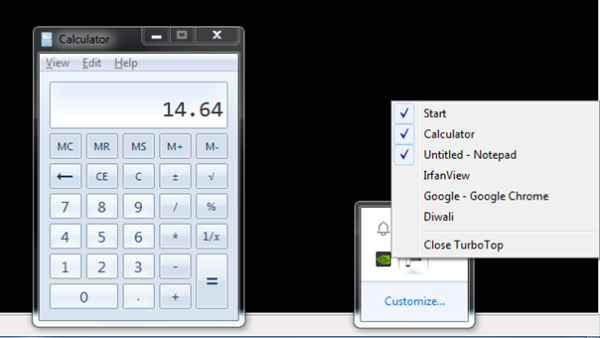 Calculator
View Edit Help
14.64
MC MR MS M+ M-
← CE C ± √
7 8 9 / %
4 5 6 * 1/x
1 2 3 - =
0 . +
Start
Calculator
Untitled - Notepad
IrfanView
Google - Google Chrome
Diwali
Close TurboTop
Customize...